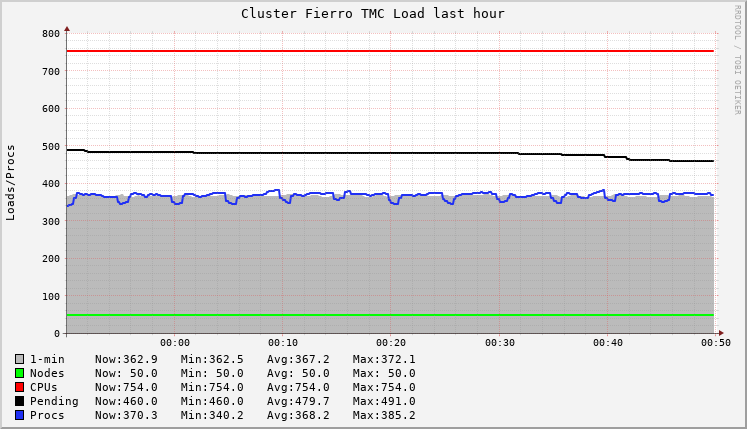 Cluster Fierro TMC Load last hour
RRDTOOL / TOBI OETIKER
Loads/Procs
800
700
600
500
400
300
200
100
0
00:00 00:10 00:20 00:30 00:40 00:50
1-min Now:362.9 Min:362.5 Avg:367.2 Max:372.1
Nodes Now: 50.0 Min: 50.0 Avg: 50.0 Max: 50.0
CPUs Now:754.0 Min:754.0 Avg:754.0 Max:754.0
Pending Now:460.0 Min:460.0 Avg:479.7 Max:491.0
Procs Now:370.3 Min:340.2 Avg:368.2 Max:385.2